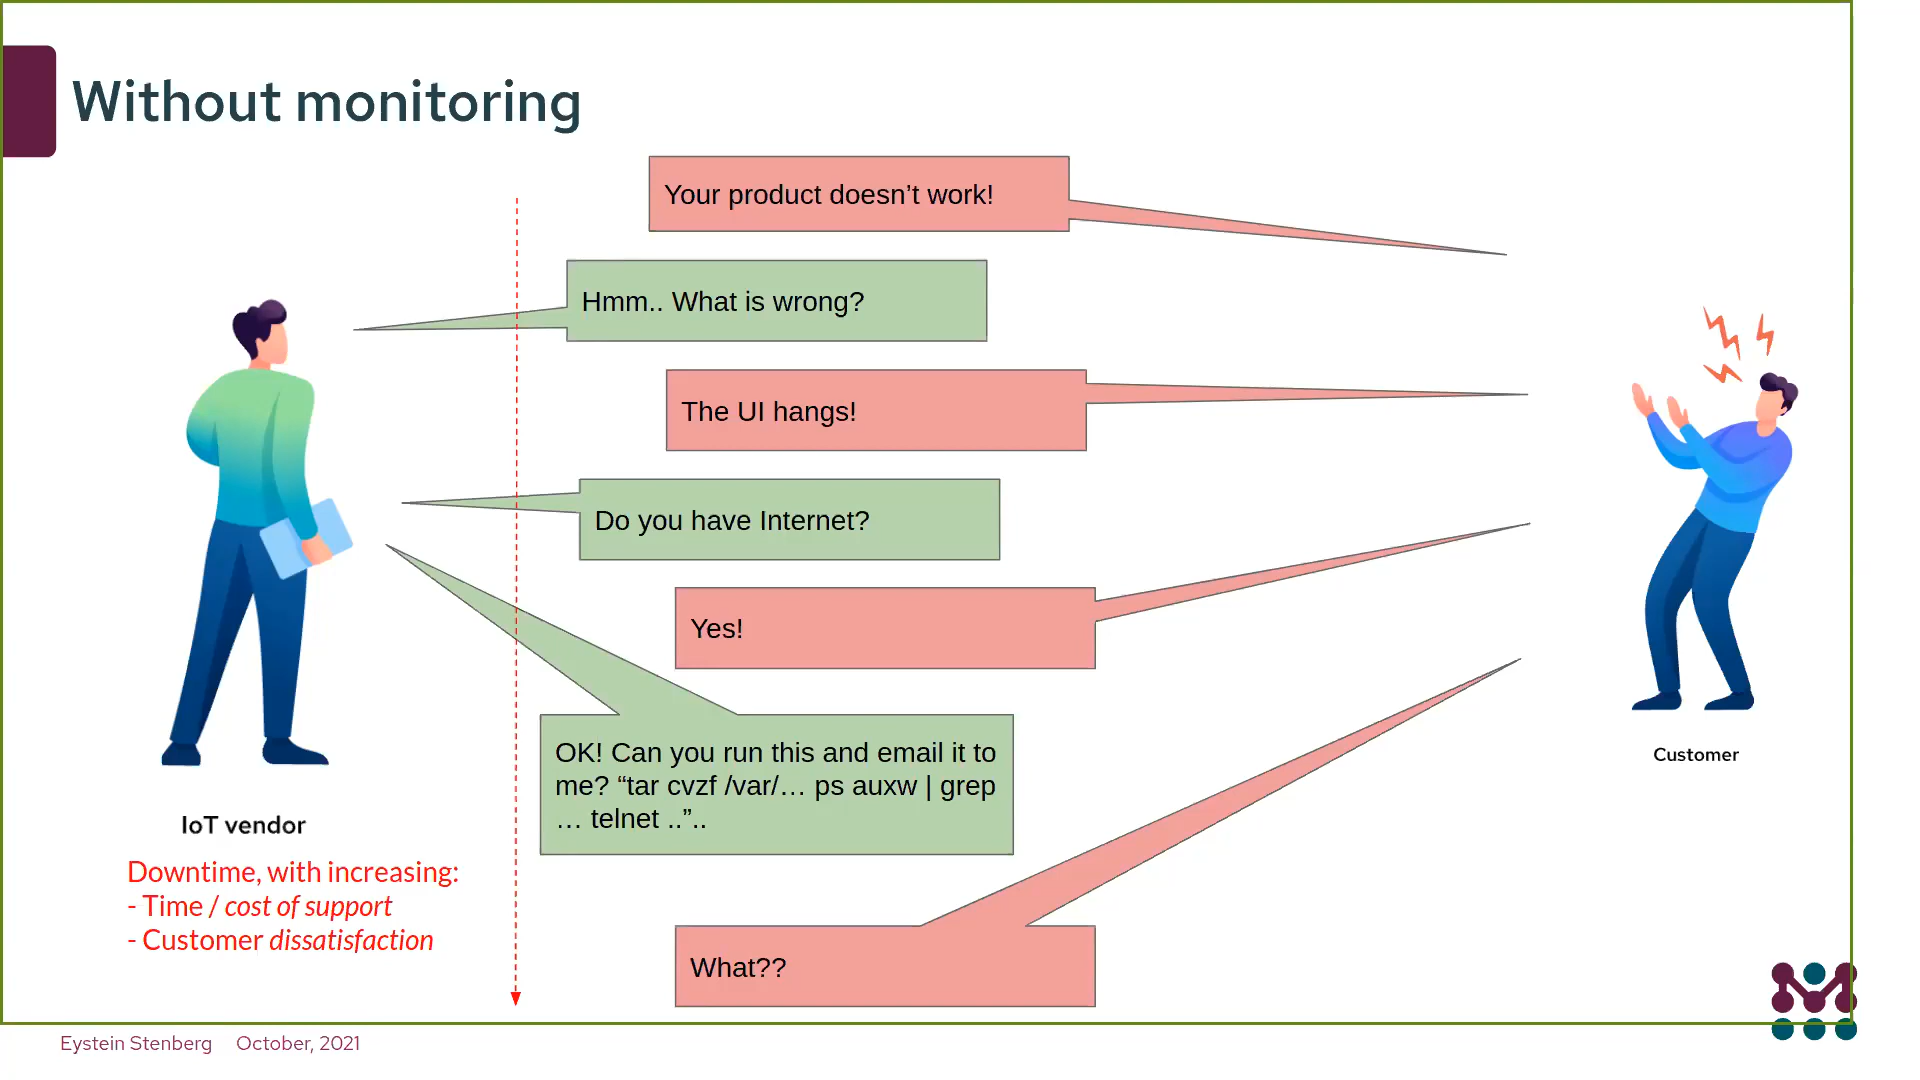 Without monitoring
Your product doesn’t work!
Hmm.. What is wrong?
The UI hangs!
Do you have Internet?
Yes!
OK! Can you run this and email it to
me? “tar cvzf /var/… ps auxw | grep
… telnet ..”..
What??
Customer
IoT vendor
Downtime, with increasing:
- Time / cost of support
- Customer dissatisfaction
Eystein Stenberg October, 2021